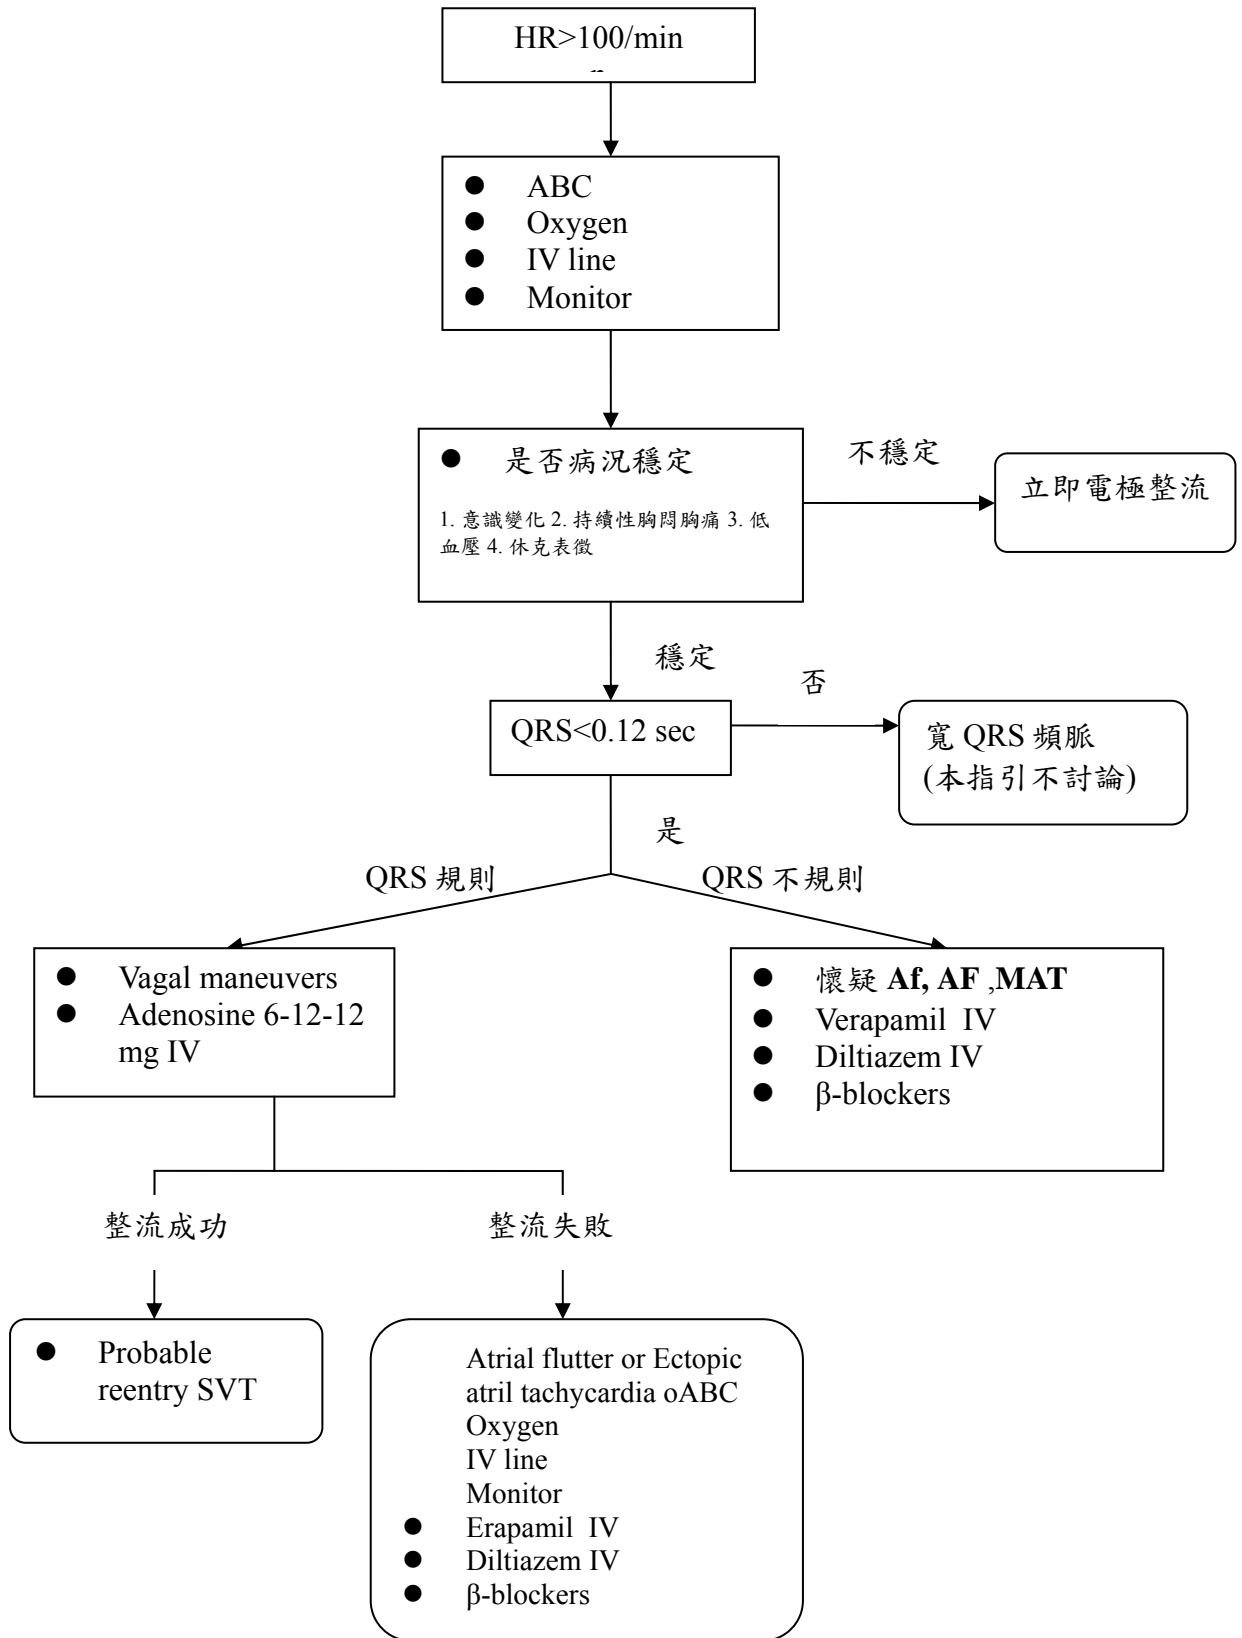 HR>100/min
ABC
Oxygen
IV line
Monitor
是否病況穩定
1. 意識變化 2. 持續性胸悶胸痛 3. 低
血壓 4. 休克表徵
不穩定
立即電極整流
穩定
否
QRS<0.12 sec
寬 QRS 頻脈
(本指引不討論)
是
QRS 規則
QRS 不規則
Vagal maneuvers
Adenosine 6-12-12
mg IV
懷疑 Af, AF ,MAT
Verapamil IV
Diltiazem IV
β-blockers
整流成功
整流失敗
Probable
reentry SVT
Atrial flutter or Ectopic
atril tachycardia oABC
Oxygen
IV line
Monitor
Erapamil IV
Diltiazem IV
β-blockers